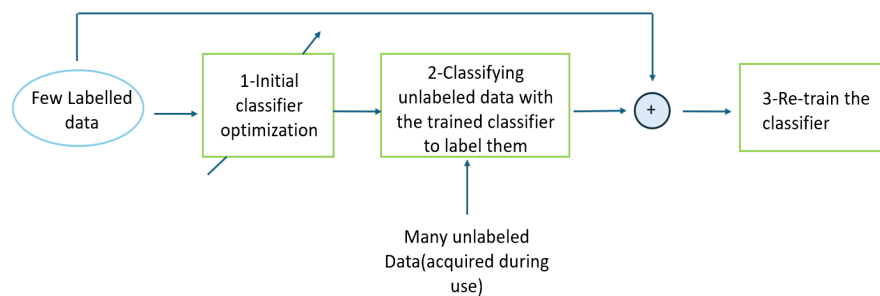 Few Labelled
data
1-Initial
classifier
optimization
2-Classifying
unlabeled data with
the trained classifier
to label them
+
3-Re-train the
classifier
Many unlabeled
Data(acquired during
use)